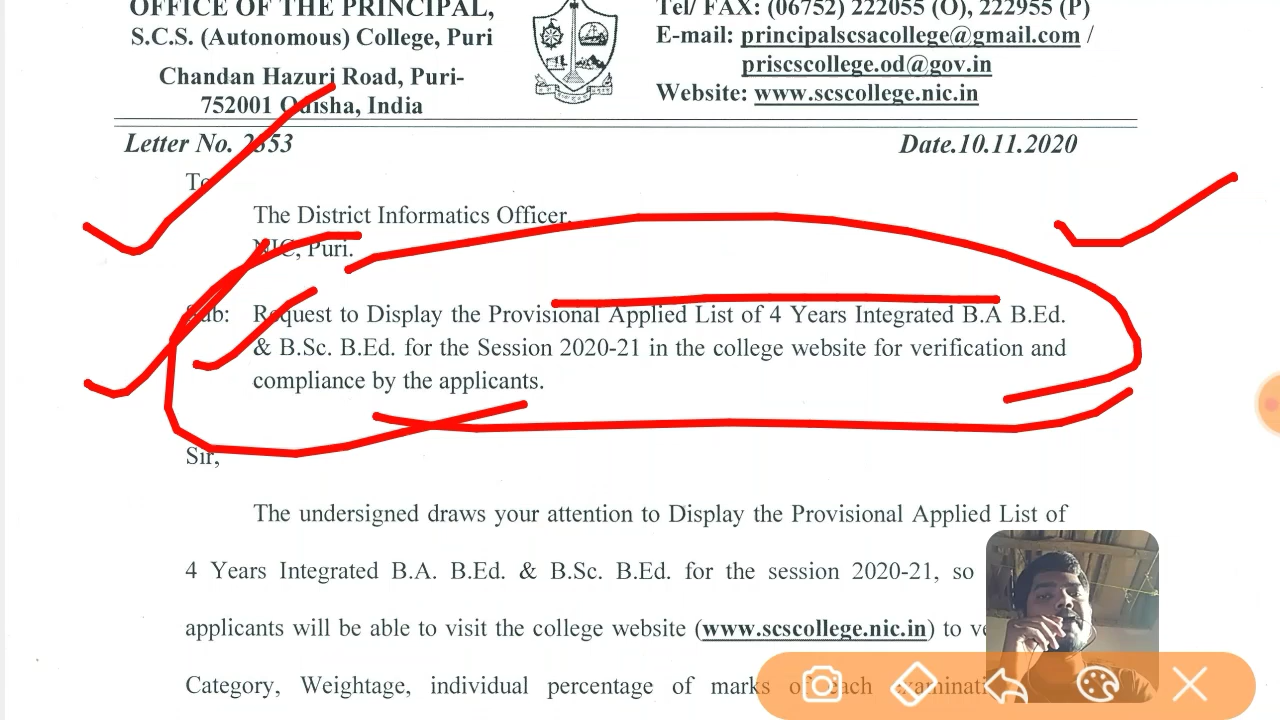 OFFICE OF THE PRINCIPAL,
S.C.S. (Autonomous) College, Puri
Chandan Hazuri Road, Puri-
752001 Odisha, India
Tel/ FAX: (06752) 222055 (O), 222955 (P)
E-mail: principalscsacollege@gmail.com /
priscscollege.od@gov.in
Website: www.scscollege.nic.in
Letter No. 2353
Date.10.11.2020
To
The District Informatics Officer,
NIC, Puri.
Sub: Request to Display the Provisional Applied List of 4 Years Integrated B.A B.Ed.
& B.Sc. B.Ed. for the Session 2020-21 in the college website for verification and
compliance by the applicants.
Sir,
The undersigned draws your attention to Display the Provisional Applied List of
4 Years Integrated B.A. B.Ed. & B.Sc. B.Ed. for the session 2020-21, so
applicants will be able to visit the college website (www.scscollege.nic.in) to
Category, Weightage, individual percentage of marks of each